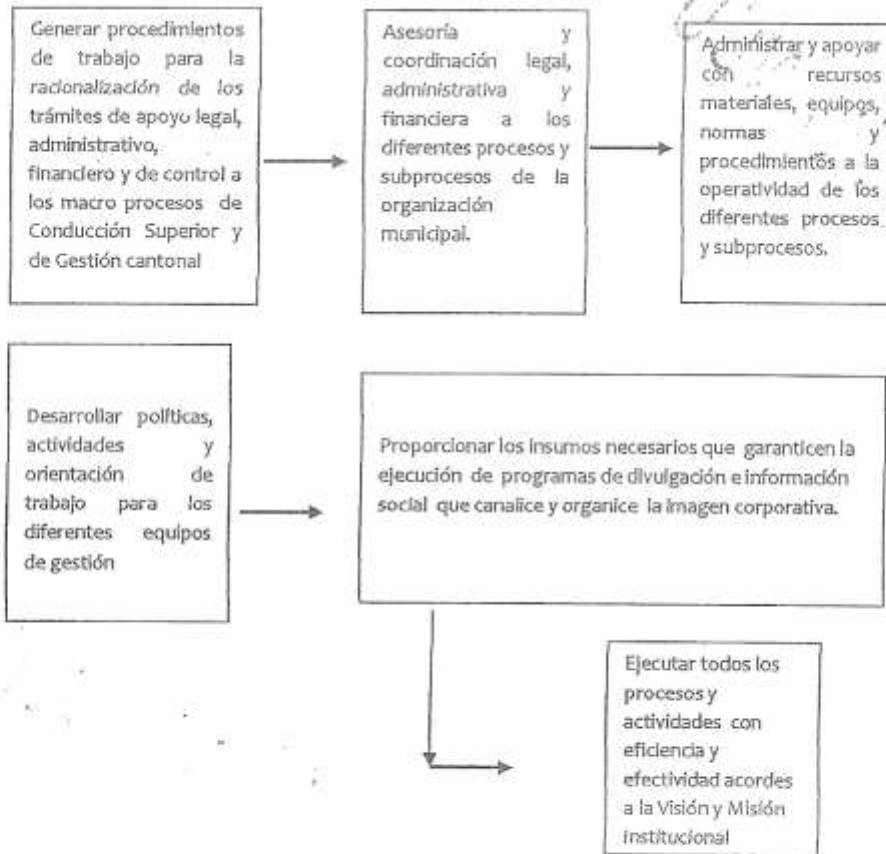 Generar procedimientos
de trabajo para la
racionalización de los
trámites de apoyo legal,
administrativo,
financiero y de control a
los macro procesos de
Conducción Superior y
de Gestión cantonal
Asesoría y
coordinación legal,
administrativa y
financiera a los
diferentes procesos y
subprocesos de la
organización
municipal.
Administrar y apoyar
con recursos
materiales, equipos,
normas y
procedimientos a la
operatividad de los
diferentes procesos
y subprocesos.
Desarrollar políticas,
actividades y
orientación de
trabajo para los
diferentes equipos
de gestión
Proporcionar los insumos necesarios que garanticen la
ejecución de programas de divulgación e información
social que canalice y organice la imagen corporativa.
Ejecutar todos los
procesos y
actividades con
eficiencia y
efectividad acordes
a la Visión y Misión
institucional